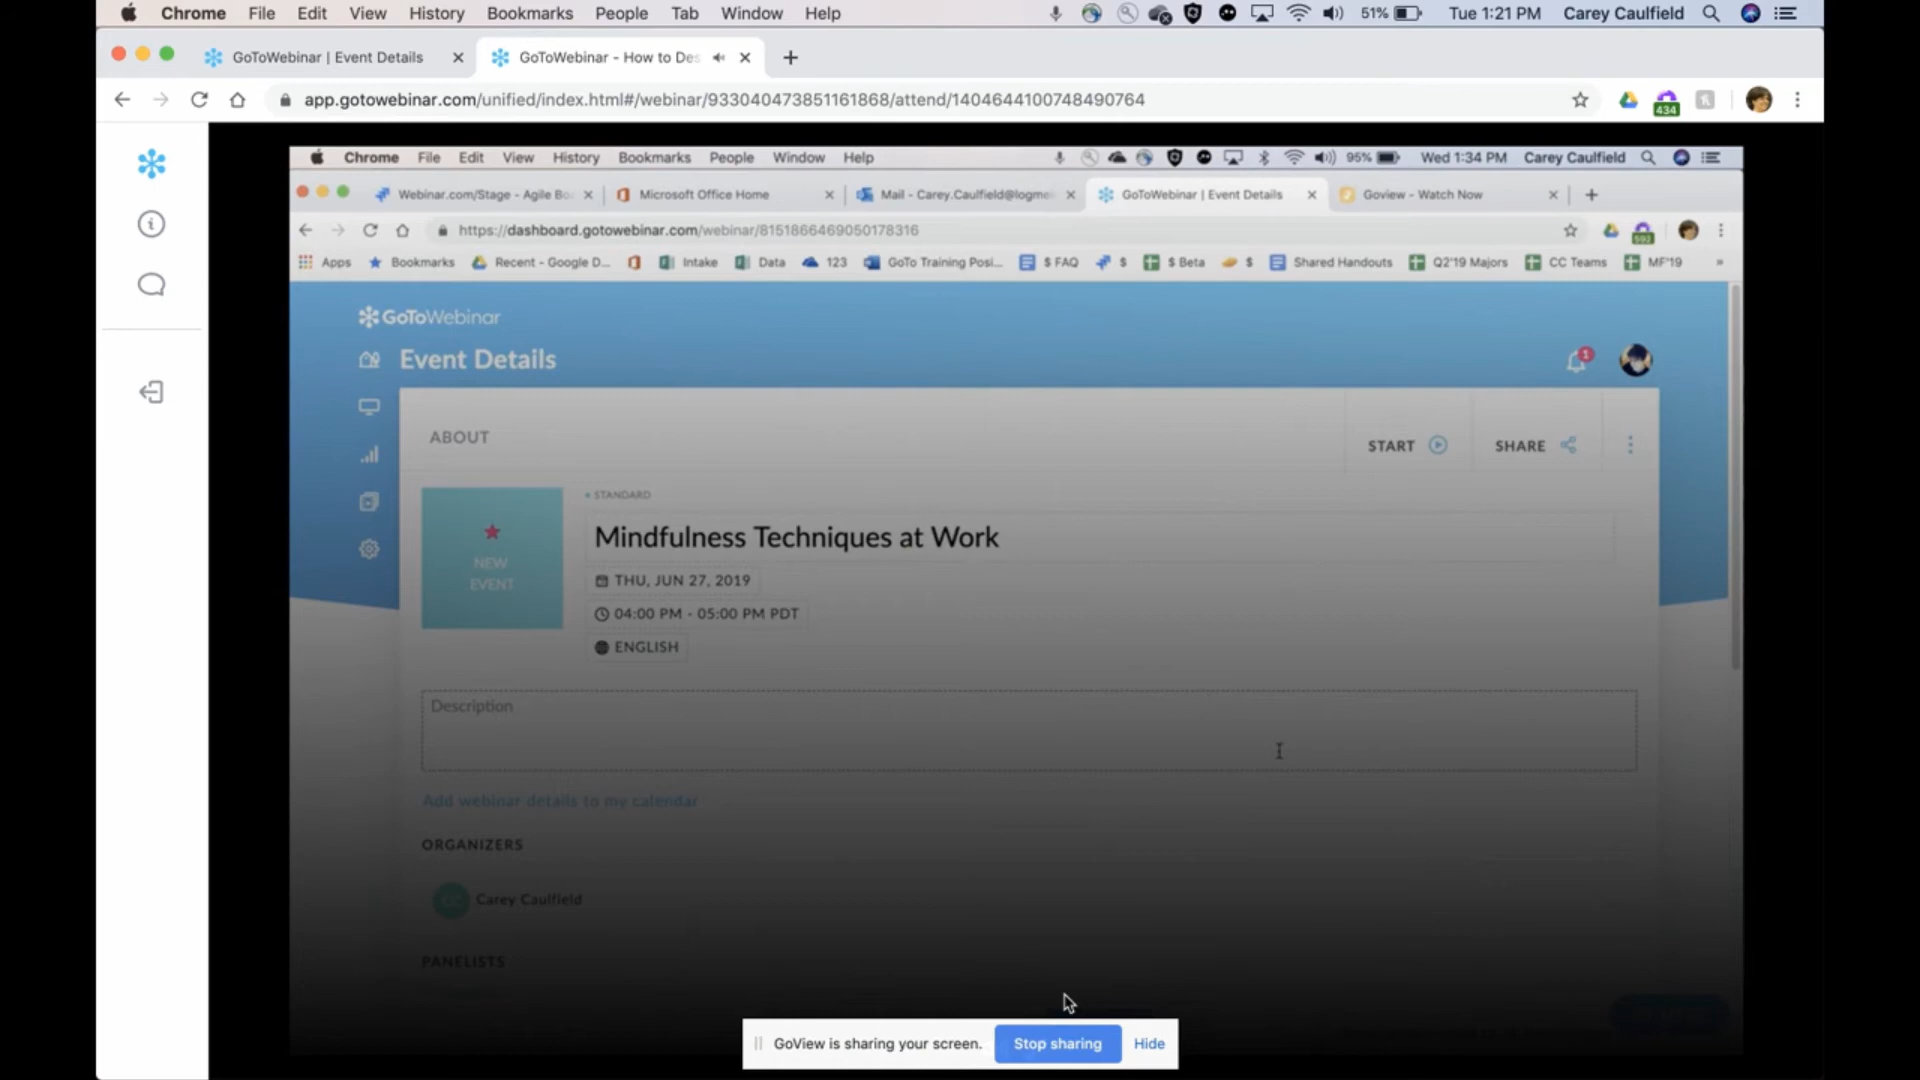 Chrome File Edit View History Bookmarks People Tab Window Help 51% Tue 1:21 PM Carey Caulfield
GoToWebinar | Event Details GoToWebinar - How to Des
app.gotowebinar.com/unified/index.html#/webinar/933040473851161868/attend/1404644100748490764 434
Chrome File Edit View History Bookmarks People Window Help 95% Wed 1:34 PM Carey Caulfield
Webinar.com/Stage - Agile Bo Microsoft Office Home Mail - Carey.Caulfield@logme GoToWebinar | Event Details Goview - Watch Now
https://dashboard.gotowebinar.com/webinar/8151866469050178316
Apps Bookmarks Recent - Google D... Intake Data 123 GoTo Training Posi... $ FAQ $ $ Beta $ Shared Handouts Q2'19 Majors CC Teams MF'19 »
GoToWebinar
Event Details 1
ABOUT START SHARE
STANDARD
Mindfulness Techniques at Work
NEW
EVENT
THU, JUN 27, 2019
04:00 PM - 05:00 PM PDT
ENGLISH
Description
Add webinar details to my calendar
ORGANIZERS
Carey Caulfield
PANELISTS
GoView is sharing your screen. Stop sharing Hide